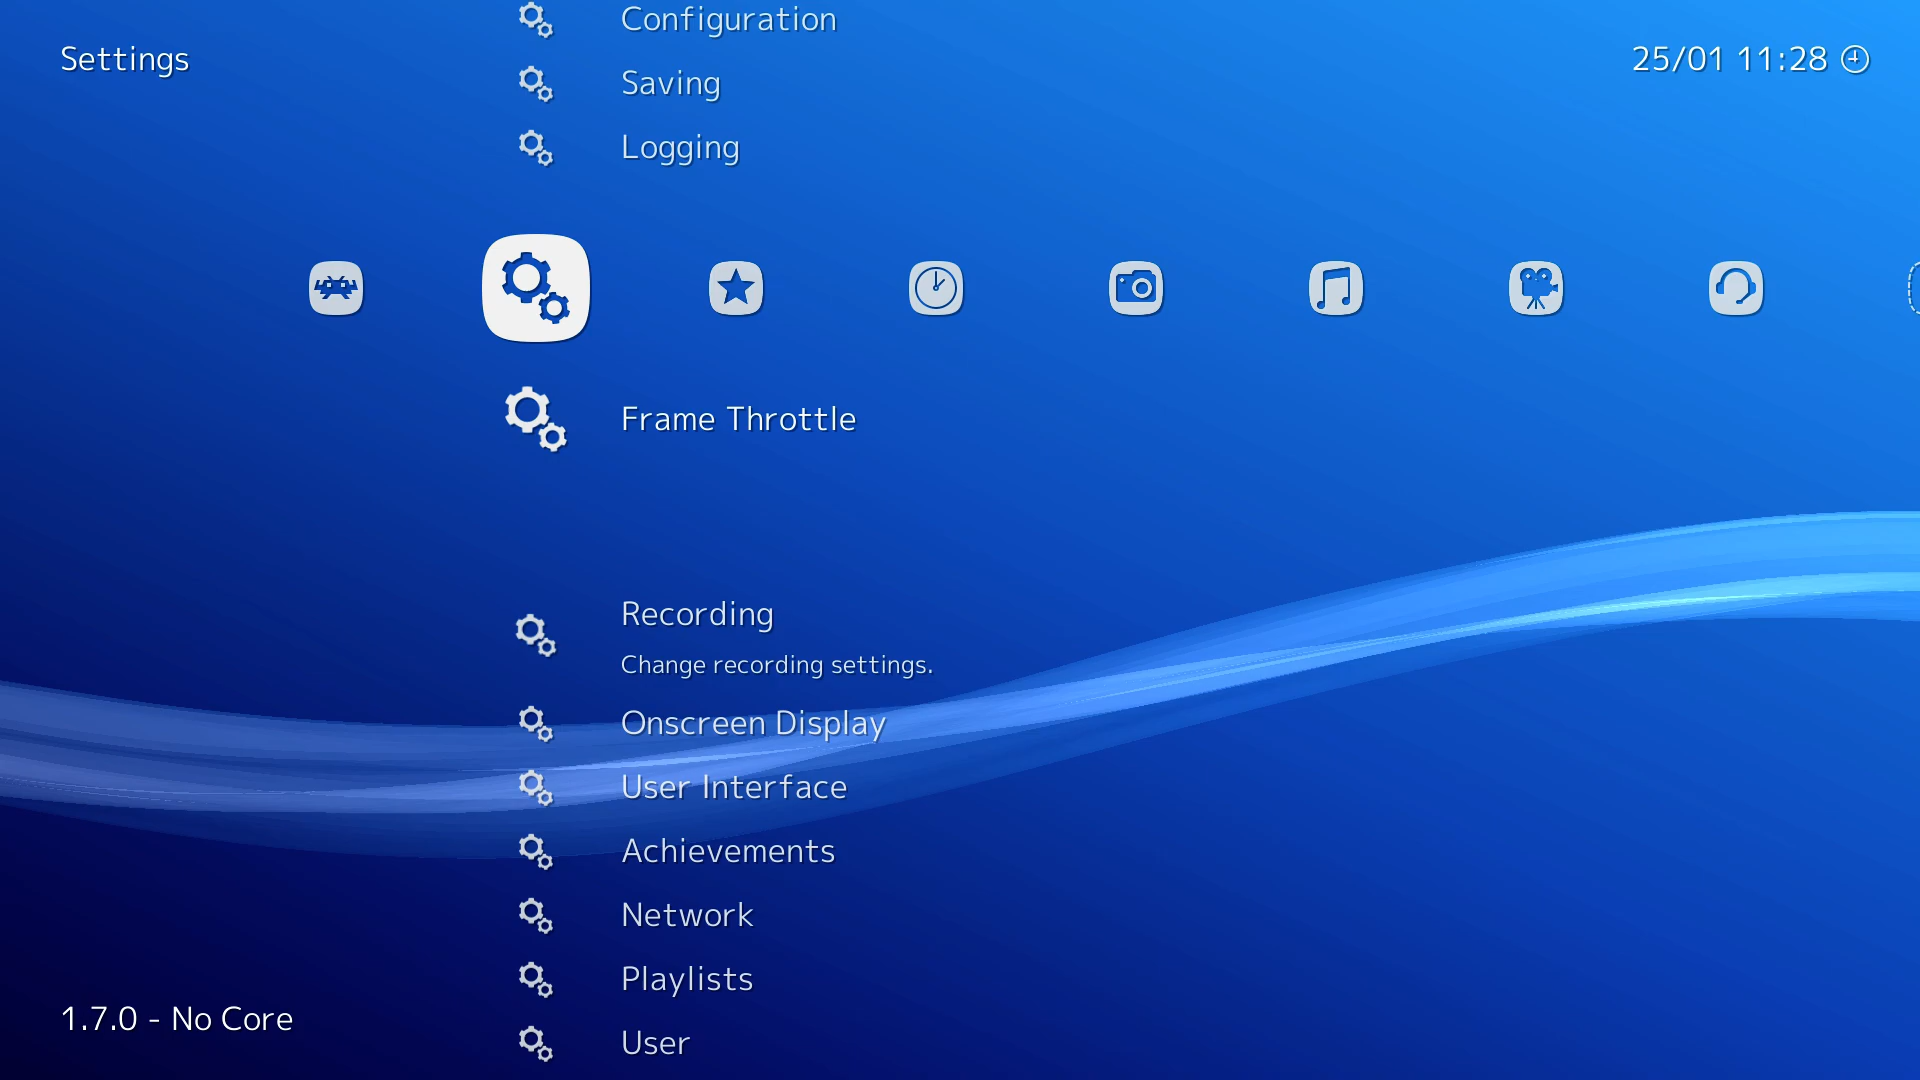 Configuration
Settings
25/01 11:28
Saving
Logging
Frame Throttle
Recording
Change recording settings.
Onscreen Display
User Interface
Achievements
Network
Playlists
1.7.0 - No Core
User